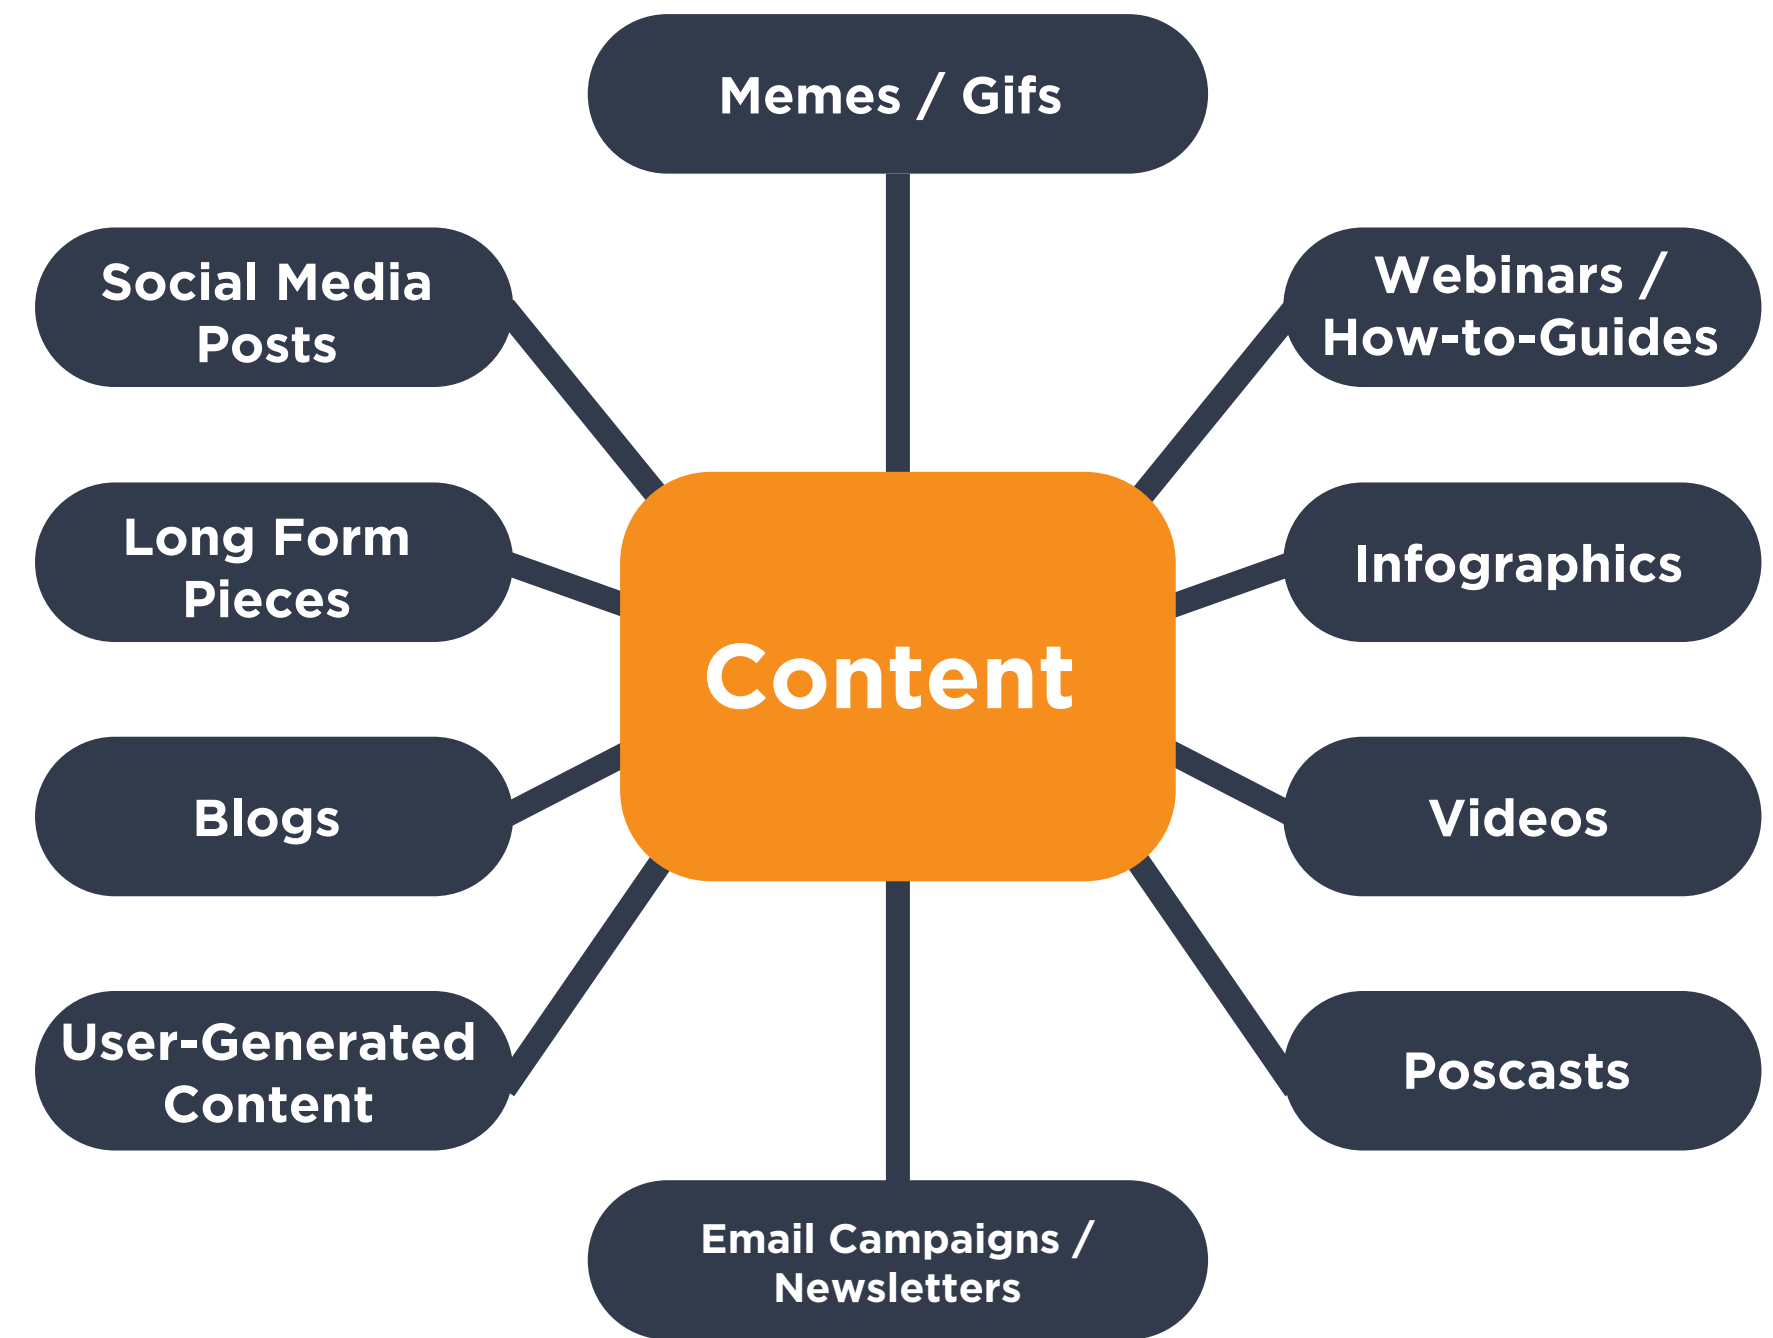 Memes / Gifs
Social Media
Posts
Webinars /
How-to-Guides
Long Form
Pieces
Infographics
Content
Blogs
Videos
User-Generated
Content
Poscasts
Email Campaigns /
Newsletters